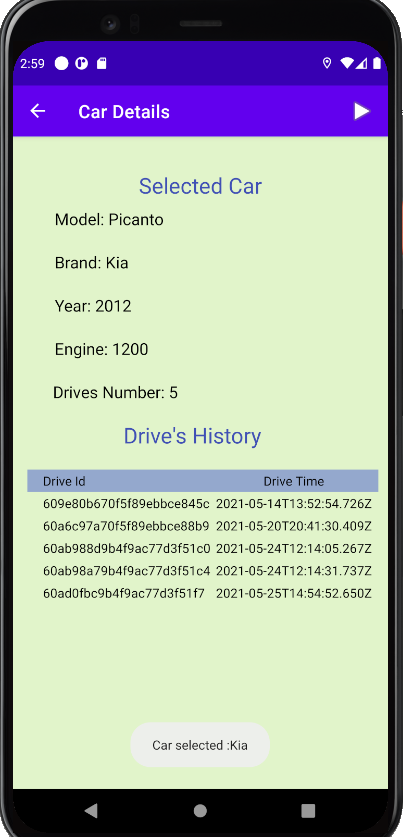 2:59
Car Details
Selected Car
Model: Picanto
Brand: Kia
Year: 2012
Engine: 1200
Drives Number: 5
Drive's History
Drive Id Drive Time
609e80b670f5f89ebbce845c 2021-05-14T13:52:54.726Z
60a6c97a70f5f89ebbce88b9 2021-05-20T20:41:30.409Z
60ab988d9b4f9ac77d3f51c0 2021-05-24T12:14:05.267Z
60ab98a79b4f9ac77d3f51c4 2021-05-24T12:14:31.737Z
60ad0fbc9b4f9ac77d3f51f7 2021-05-25T14:54:52.650Z
Car selected :Kia